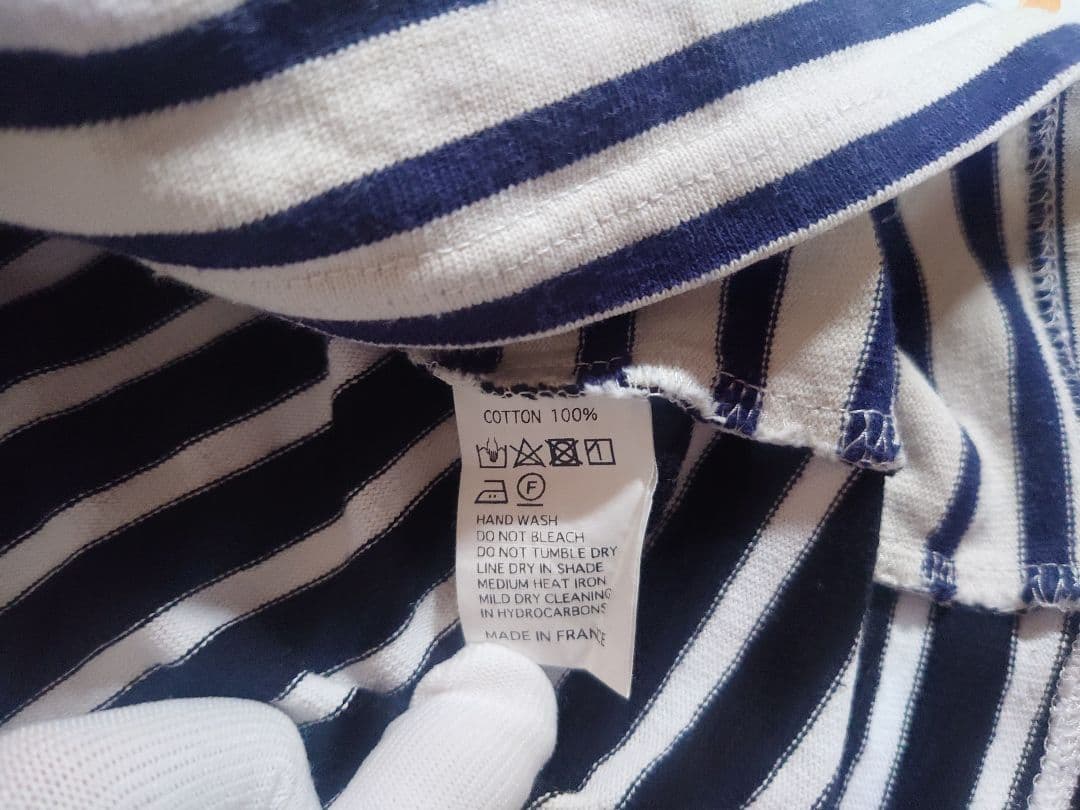 COTTON 100%
1
F
HAND WASH
DO NOT BLEACH
DO NOT TUMBLE DRY
LINE DRY IN SHADE
MEDIUM HEAT IRON
MILD DRY CLEANING
IN HYDROCARBONS
MADE IN FRANCE